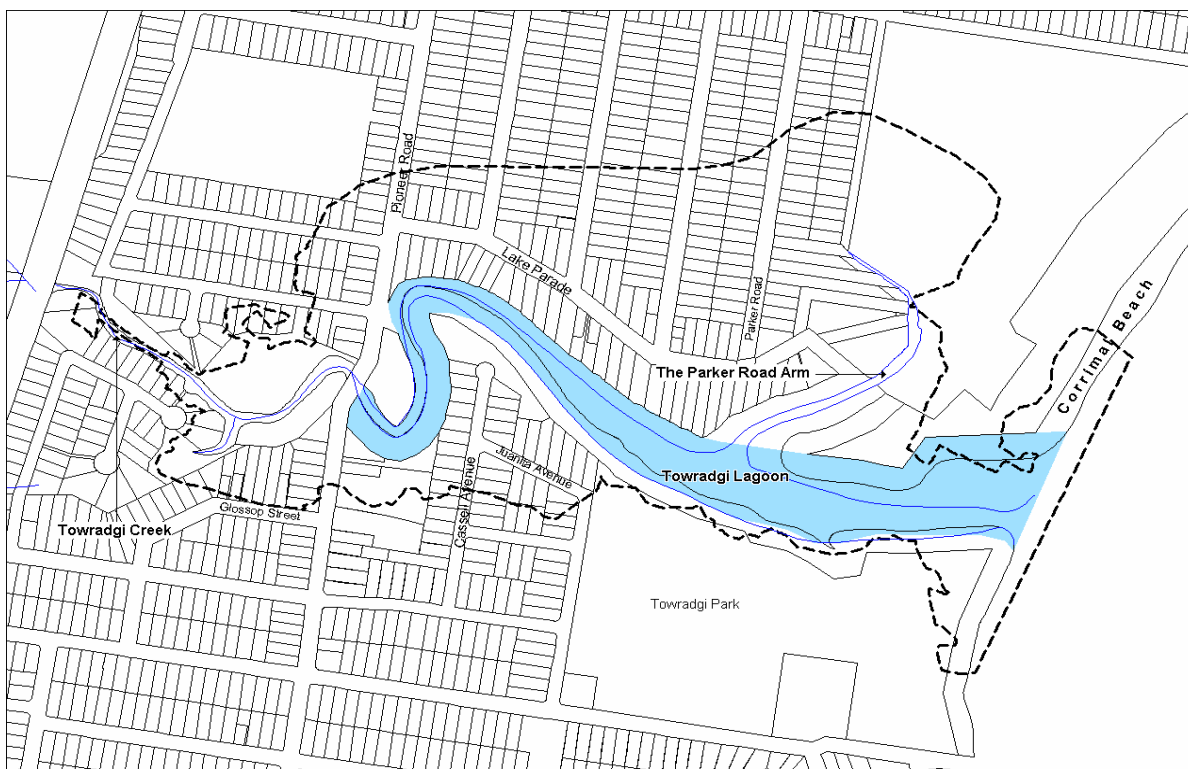 Pioneer Road
Lake Parade
Parker Road
The Parker Road Arm
Corrimal Beach
Juanita Avenue
Towradgi Lagoon
Cassell Avenue
Glossop Street
Towradgi Creek
Towradgi Park